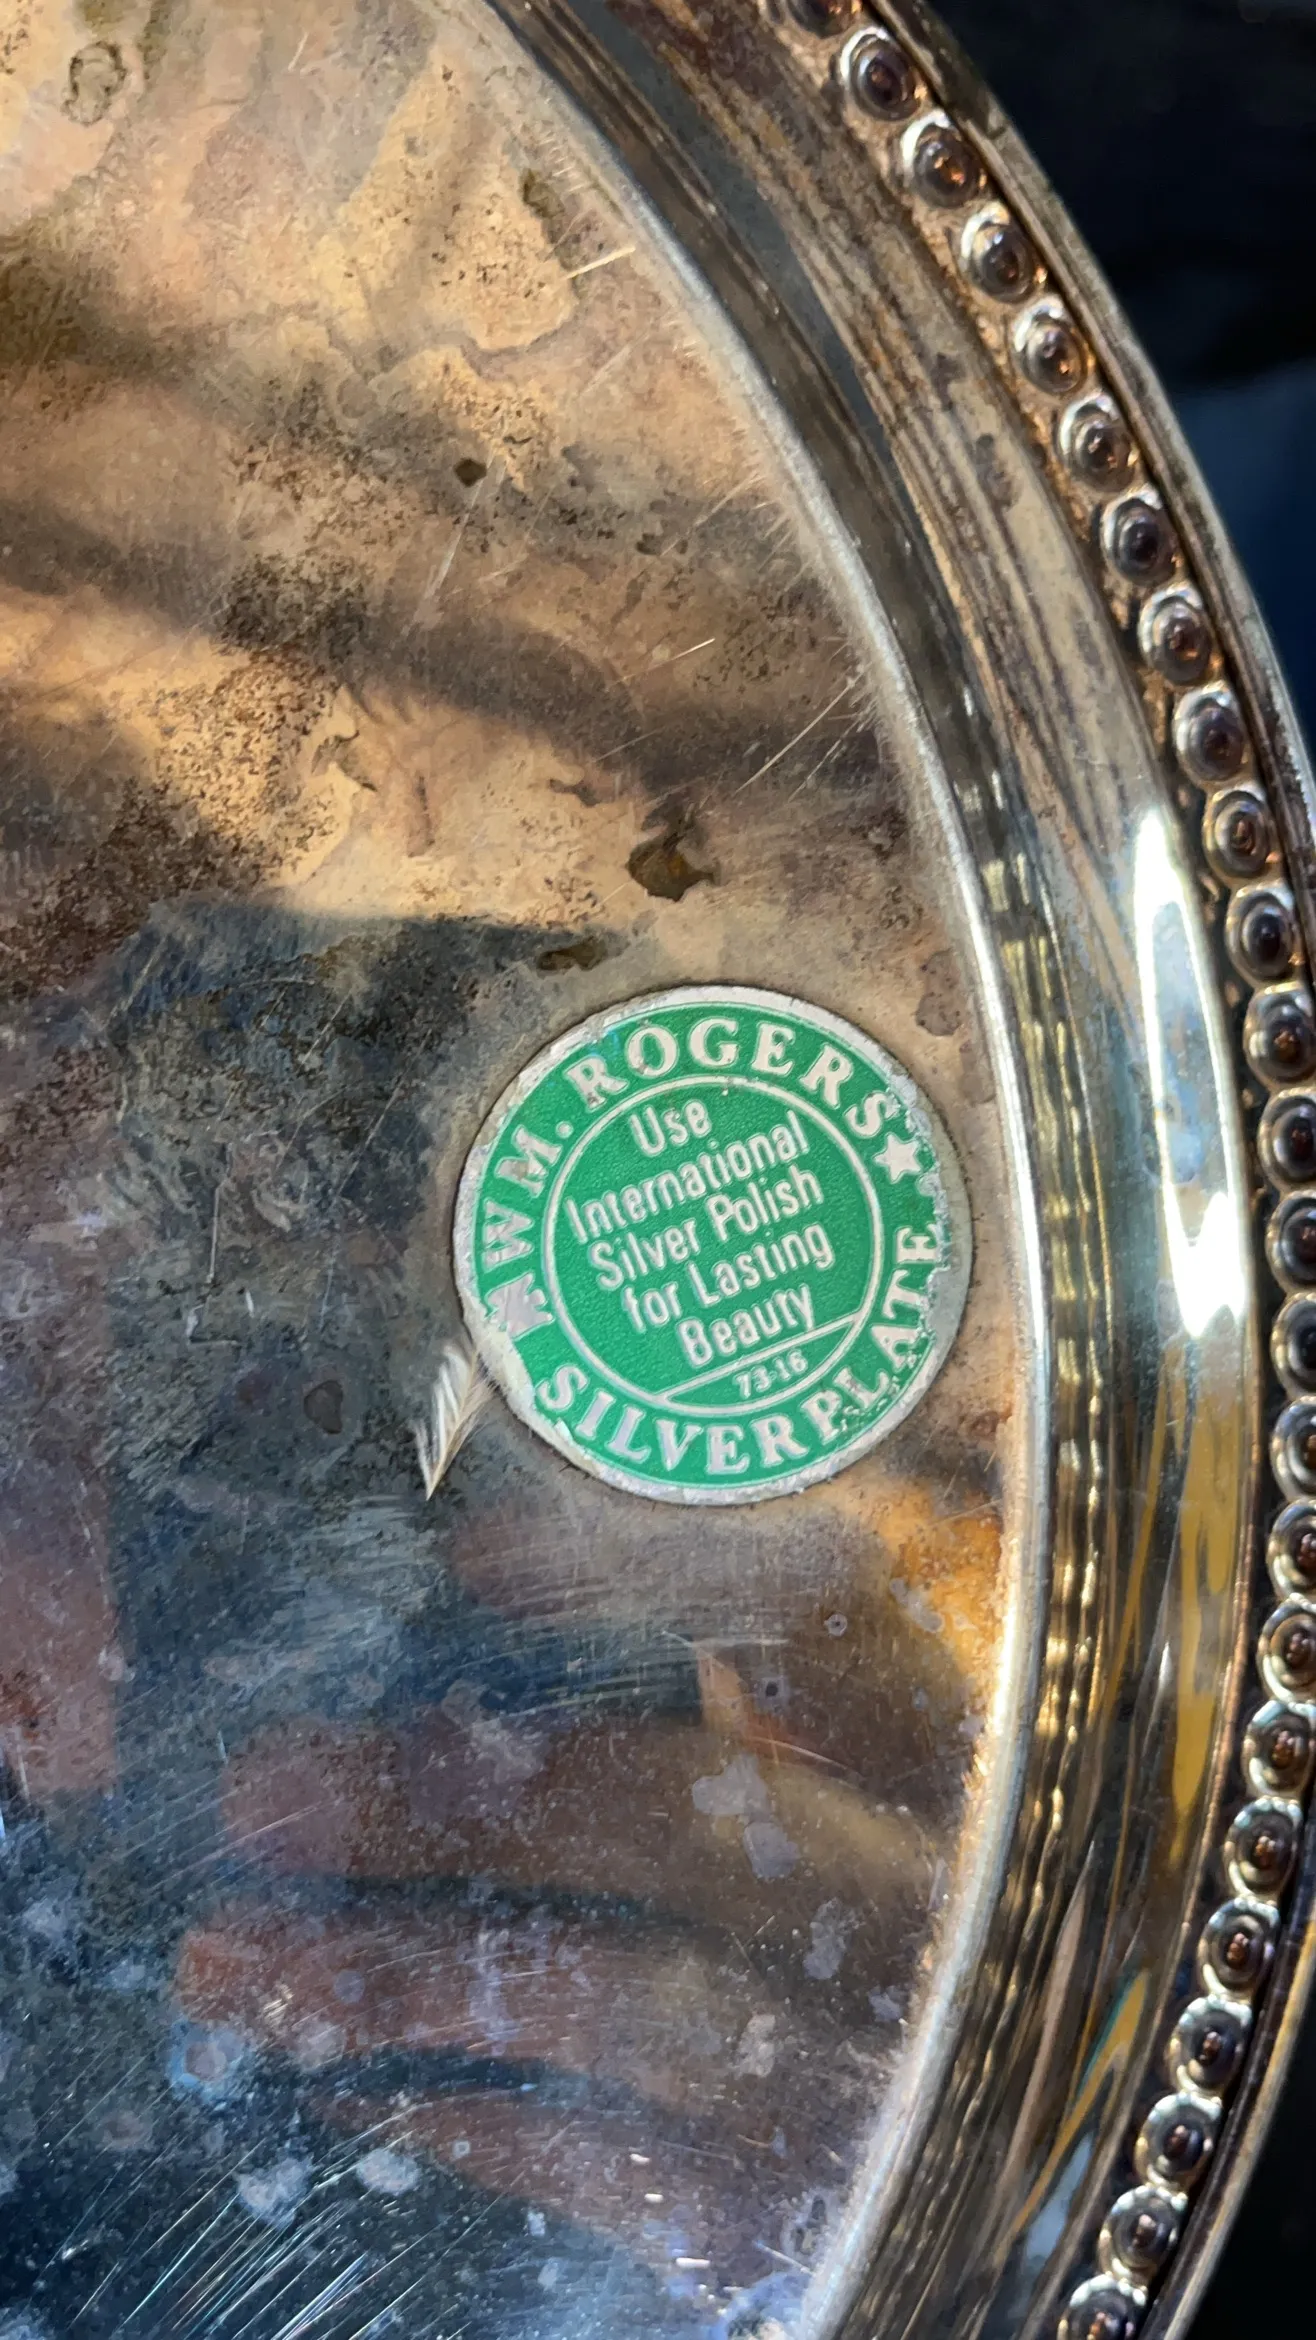 ★WM. ROGERS★
Use
International
Silver Polish
for Lasting
Beauty
73-16
SILVERPLATE